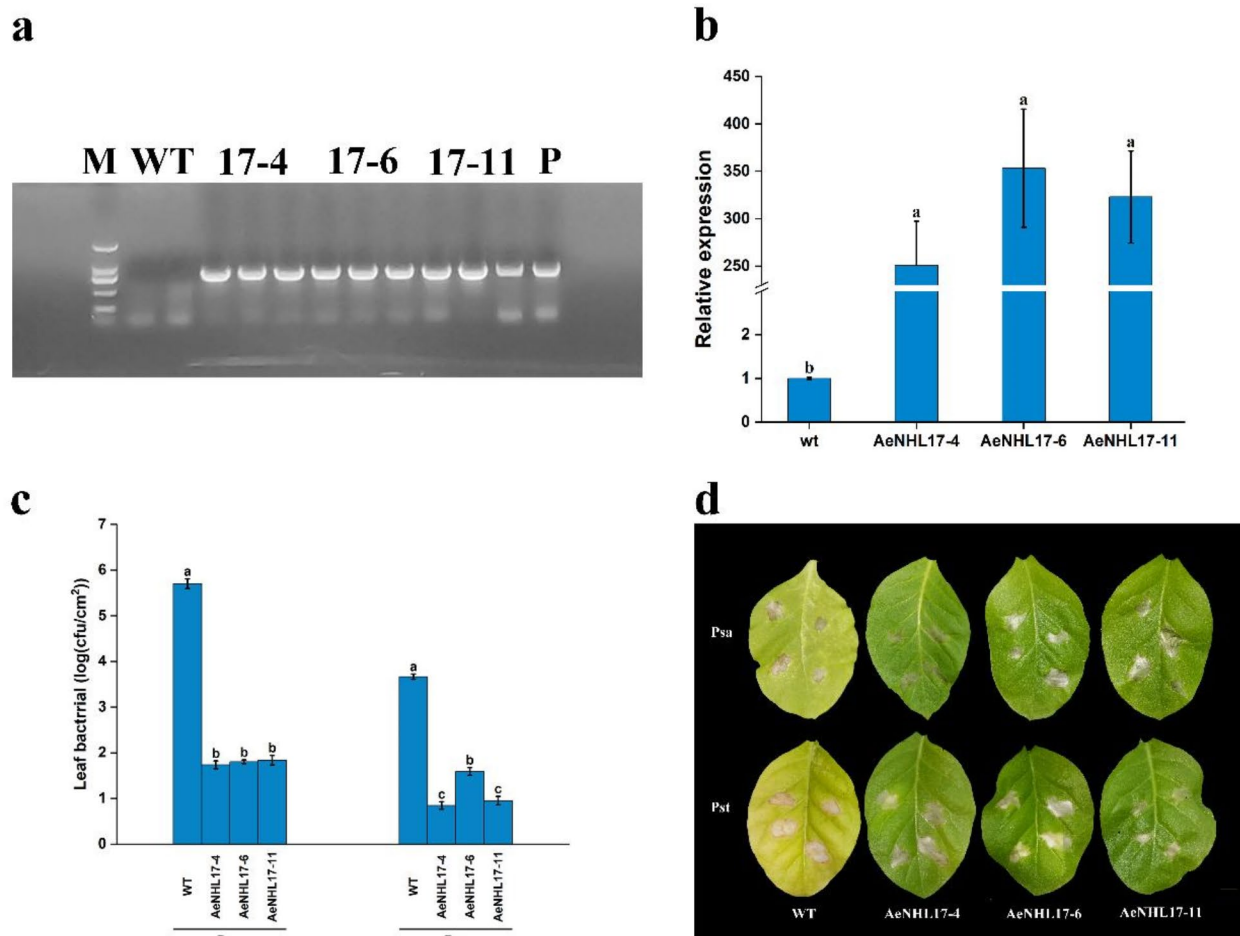 a
M WT 17-4 17-6 17-11 P
b
Relative expression
450
400
350
300
250
2
1
0
b
a
a
a
wt AeNHL17-4 AeNHL17-6 AeNHL17-11
c
Leaf bactrrial (log(cfu/cm²))
7
6
5
4
3
2
1
0
a
b
b
b
a
c
b
c
WT
AeNHL17-4
AeNHL17-6
AeNHL17-11
WT
AeNHL17-4
AeNHL17-6
AeNHL17-11
d
Psa
Pst
WT AeNHL17-4 AeNHL17-6 AeNHL17-11